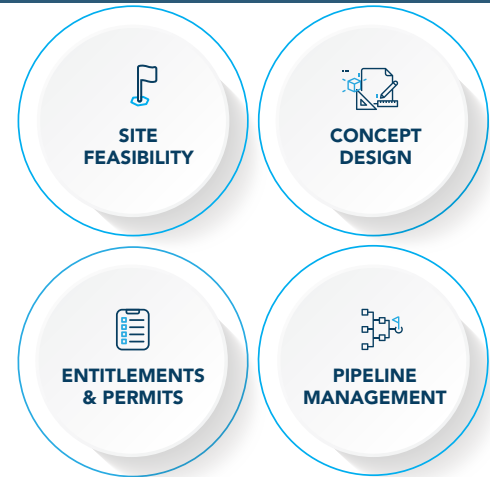 SITE
FEASIBILITY
CONCEPT
DESIGN
ENTITLEMENTS
& PERMITS
PIPELINE
MANAGEMENT